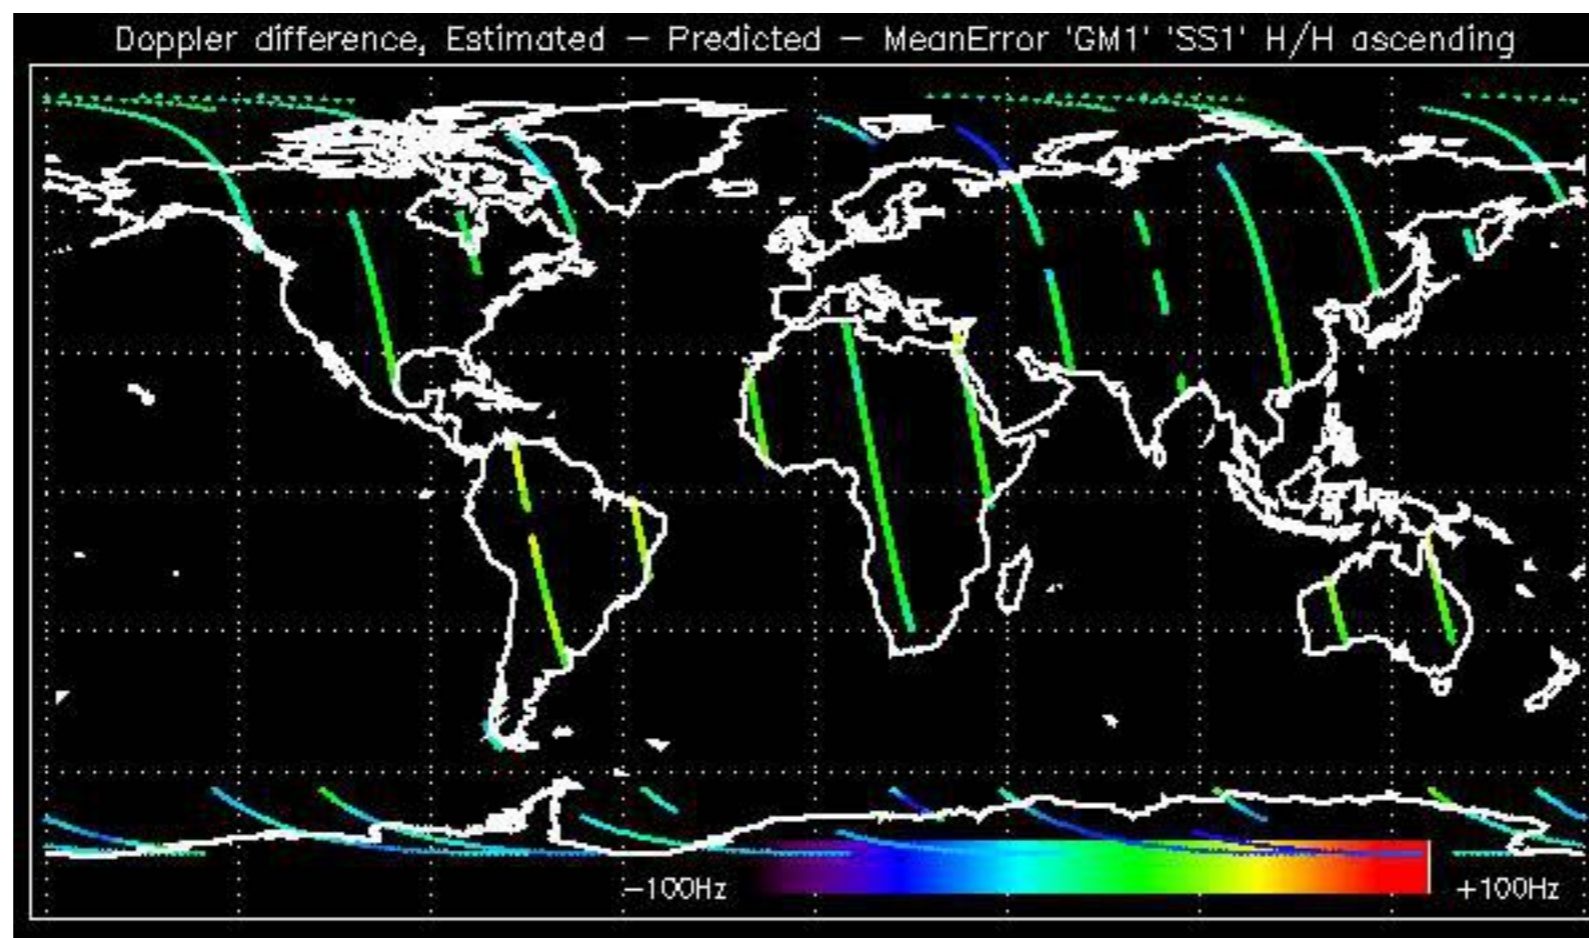 Doppler difference, Estimated – Predicted – MeanError 'GM1' 'SS1' H/H ascending
–100Hz +100Hz